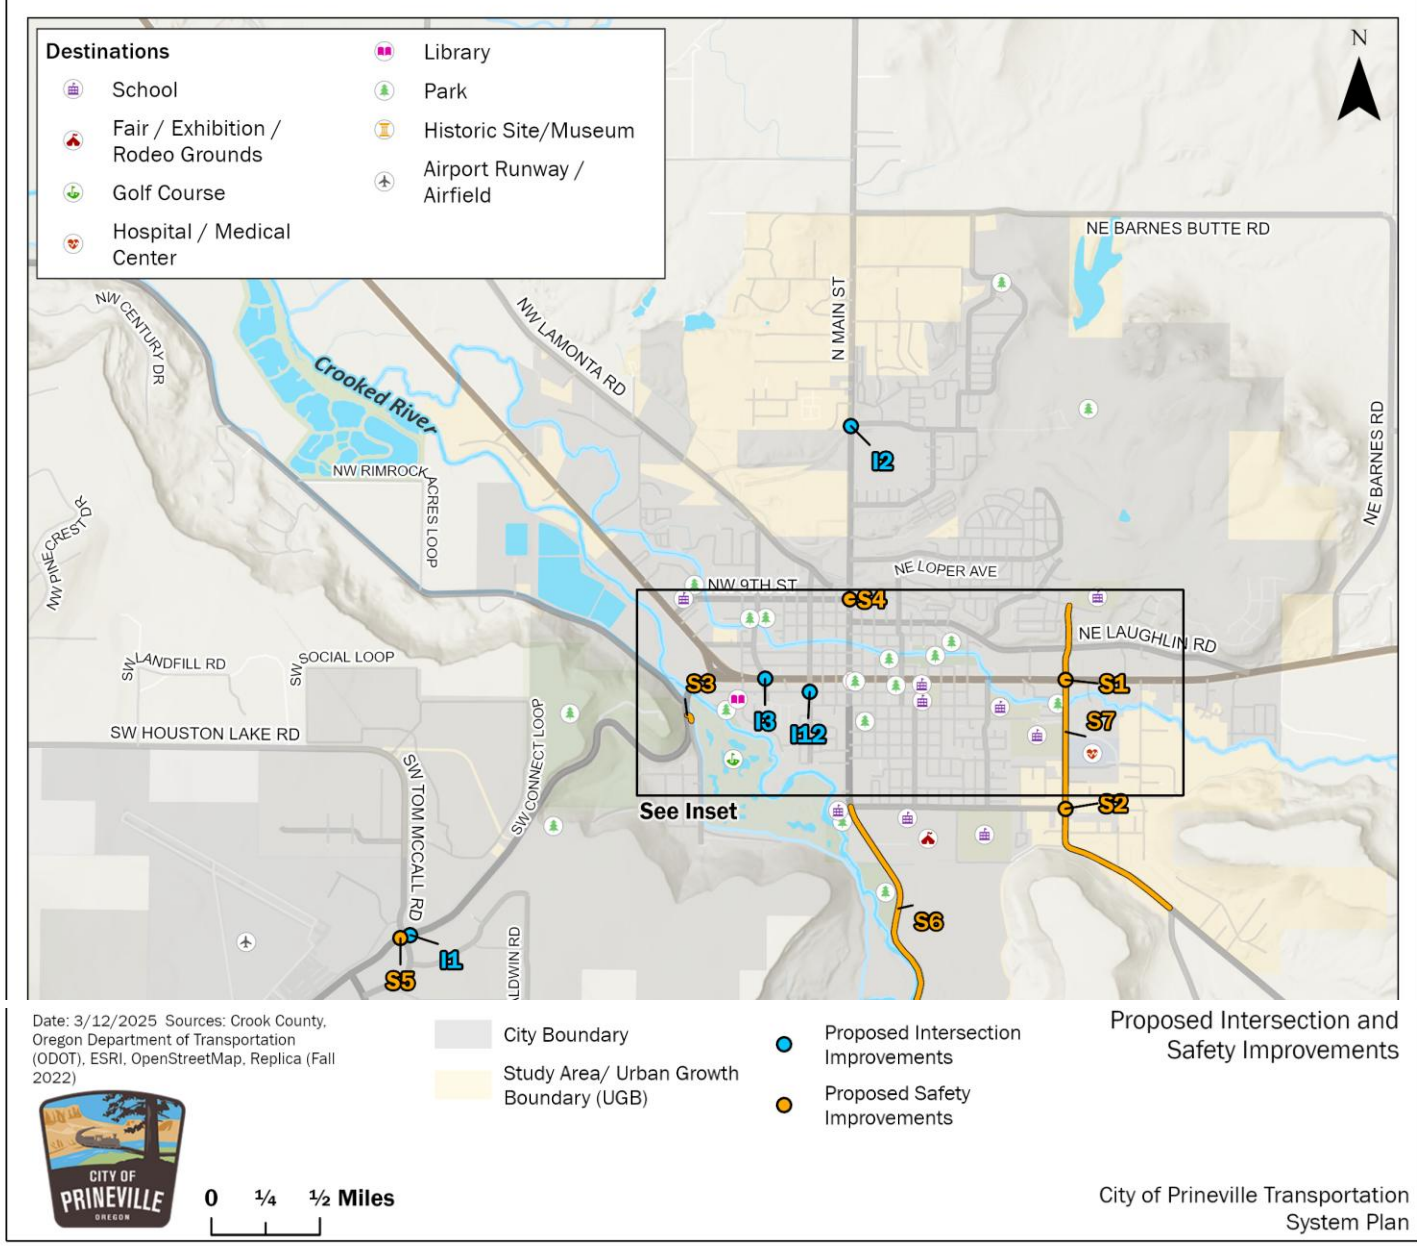 Destinations
School
Fair / Exhibition /
Rodeo Grounds
Golf Course
Hospital / Medical
Center
Library
Park
Historic Site/Museum
Airport Runway /
Airfield
N
NE BARNES BUTTE RD
NW CENTURY DR
NW LAMONTA RD
N MAIN ST
Crooked River
NE BARNES RD
I2
NW RIMROCK
ACRES LOOP
NW PINECREST DR
NE LOPER AVE
NW 9TH ST
S4
NE LAUGHLIN RD
SW LANDFILL RD
SW SOCIAL LOOP
S3
S1
I3
I12
S7
SW HOUSTON LAKE RD
SW CONNECT LOOP
SW TOM MCCALL RD
See Inset
S2
S6
ALDWIN RD
I1
S5
Date: 3/12/2025 Sources: Crook County,
Oregon Department of Transportation
(ODOT), ESRI, OpenStreetMap, Replica (Fall
2022)
CITY OF
PRINEVILLE
OREGON
0 ¼ ½ Miles
City Boundary
Study Area/ Urban Growth
Boundary (UGB)
Proposed Intersection
Improvements
Proposed Safety
Improvements
Proposed Intersection and
Safety Improvements
City of Prineville Transportation
System Plan